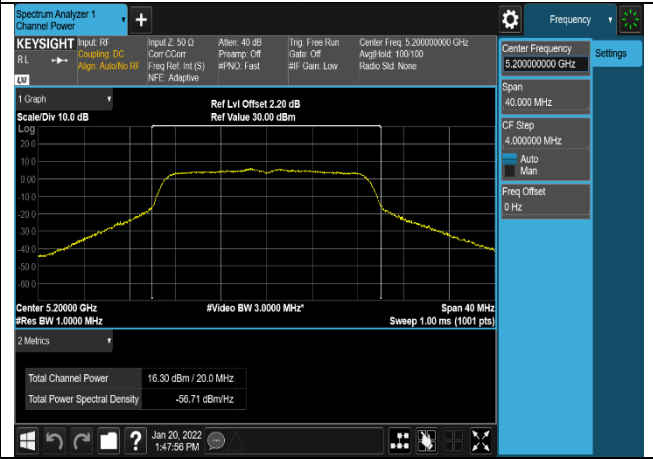 Spectrum Analyzer 1
Channel Power
+
Frequency
KEYSIGHT
RL
LXI
Input: RF
Coupling: DC
Align: Auto/No RF
Input Z: 50 Ω
Corr CCorr
Freq Ref: Int (S)
NFE: Adaptive
Atten: 40 dB
Preamp: Off
#PNO: Fast
Trig: Free Run
Gate: Off
#IF Gain: Low
Center Freq: 5.200000000 GHz
Avg|Hold: 100/100
Radio Std: None
Center Frequency
5.200000000 GHz
Settings
Span
40.000 MHz
CF Step
4.000000 MHz
Auto
Man
Freq Offset
0 Hz
1 Graph
Scale/Div 10.0 dB
Ref Lvl Offset 2.20 dB
Ref Value 30.00 dBm
Log
20.0
10.0
0.00
-10.0
-20.0
-30.0
-40.0
-50.0
-60.0
Center 5.20000 GHz
#Res BW 1.0000 MHz
#Video BW 3.0000 MHz*
Span 40 MHz
Sweep 1.00 ms (1001 pts)
2 Metrics
Total Channel Power 16.30 dBm / 20.0 MHz
Total Power Spectral Density -56.71 dBm/Hz
?
Jan 20, 2022
1:47:56 PM